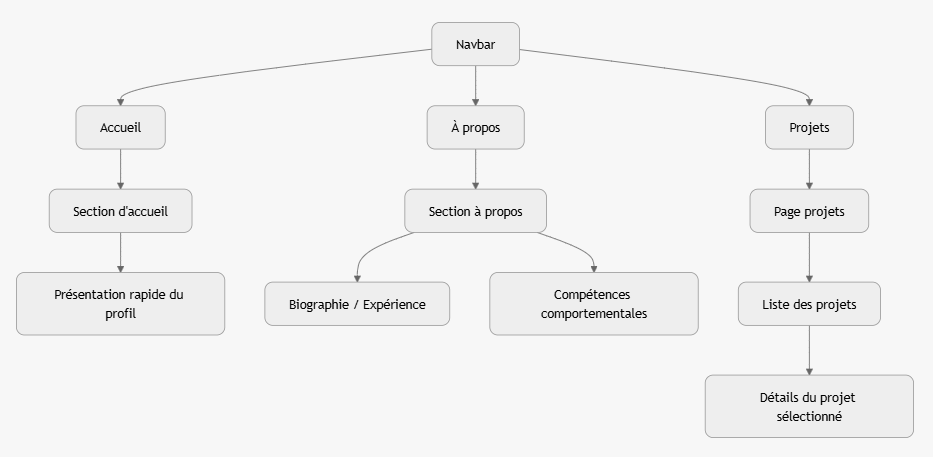 Navbar
Accueil
À propos
Projets
Section d'accueil
Section à propos
Page projets
Présentation rapide du
profil
Biographie / Expérience
Compétences
comportementales
Liste des projets
Détails du projet
sélectionné